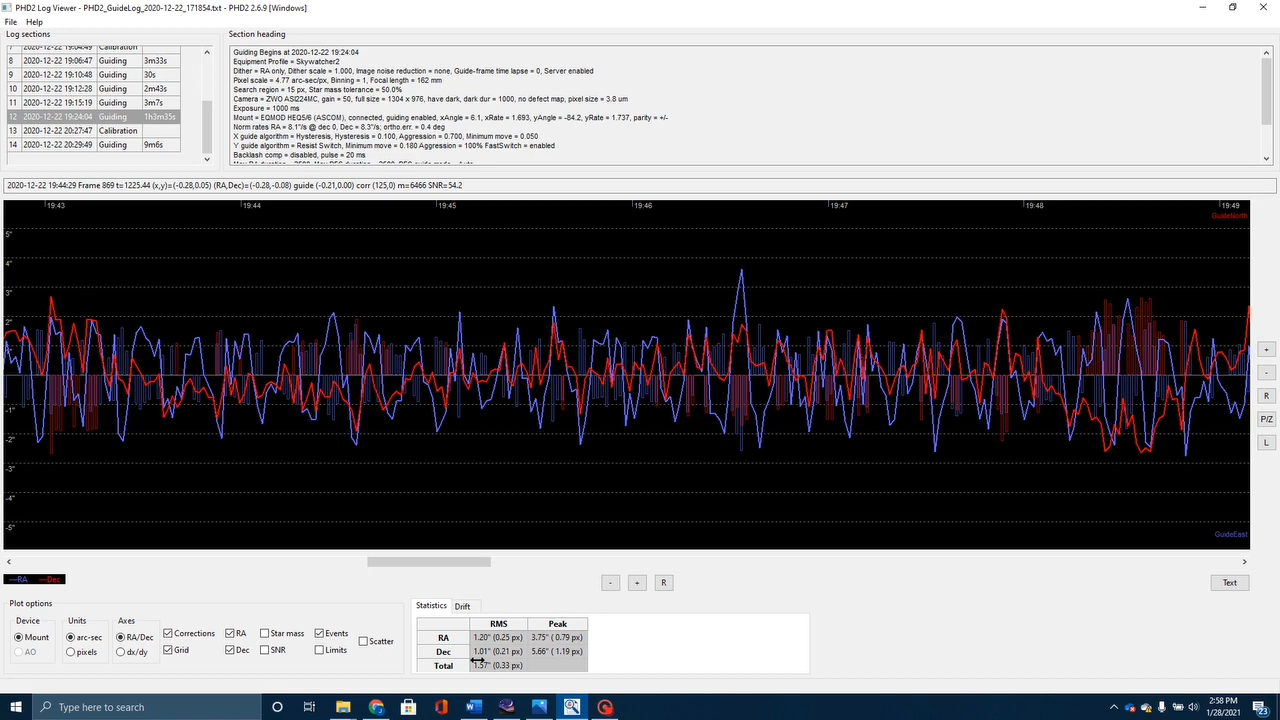 PHD2 Log Viewer - PHD2_GuideLog_2020-12-22_171854.txt - PHD2 2.6.9 [Windows]
File Help
Log sections
7 2020-12-22 19:04:49 Calibration
8 2020-12-22 19:06:47 Guiding 3m33s
9 2020-12-22 19:10:48 Guiding 30s
10 2020-12-22 19:12:28 Guiding 2m43s
11 2020-12-22 19:15:19 Guiding 3m7s
12 2020-12-22 19:24:04 Guiding 1h3m35s
13 2020-12-22 20:27:47 Calibration
14 2020-12-22 20:29:49 Guiding 9m6s
Section heading
Guiding Begins at 2020-12-22 19:24:04
Equipment Profile = Skywatcher2
Dither = RA only, Dither scale = 1.000, Image noise reduction = none, Guide-frame time lapse = 0, Server enabled
Pixel scale = 4.77 arc-sec/px, Binning = 1, Focal length = 162 mm
Search region = 15 px, Star mass tolerance = 50.0%
Camera = ZWO ASI224MC, gain = 50, full size = 1304 x 976, have dark, dark dur = 1000, no defect map, pixel size = 3.8 um
Exposure = 1000 ms
Mount = EQMOD HEQ5/6 (ASCOM), connected, guiding enabled, xAngle = 6.1, xRate = 1.693, yAngle = -84.2, yRate = 1.737, parity = +/-
Norm rates RA = 8.1"/s @ dec 0, Dec = 8.3"/s; ortho.err. = 0.4 deg
X guide algorithm = Hysteresis, Hysteresis = 0.100, Aggression = 0.700, Minimum move = 0.050
Y guide algorithm = Resist Switch, Minimum move = 0.180 Aggression = 100% FastSwitch = enabled
Backlash comp = disabled, pulse = 20 ms
2020-12-22 19:44:29 Frame 869 t=1225.44 (x,y)=(-0.28,0.05) (RA,Dec)=(-0.28,-0.08) guide (-0.21,0.00) corr (125,0) m=6466 SNR=54.2
19:43 19:44 19:45 19:46 19:47 19:48 19:49
GuideNorth
5"
4"
3"
2"
1"
-1"
-2"
-3"
-4"
-5"
GuideEast
+
-
R
P/Z
L
RA Dec
- + R
Text
Plot options
Device
Mount
AO
Units
arc-sec
pixels
Axes
RA/Dec
dx/dy
Corrections RA Star mass Events Scatter
Grid Dec SNR Limits
Statistics Drift
RMS Peak
RA 1.20" (0.25 px) 3.75" ( 0.79 px)
Dec 1.01" (0.21 px) 5.66" ( 1.19 px)
Total 1.57" (0.33 px)
Type here to search
2:58 PM
1/28/2021
23